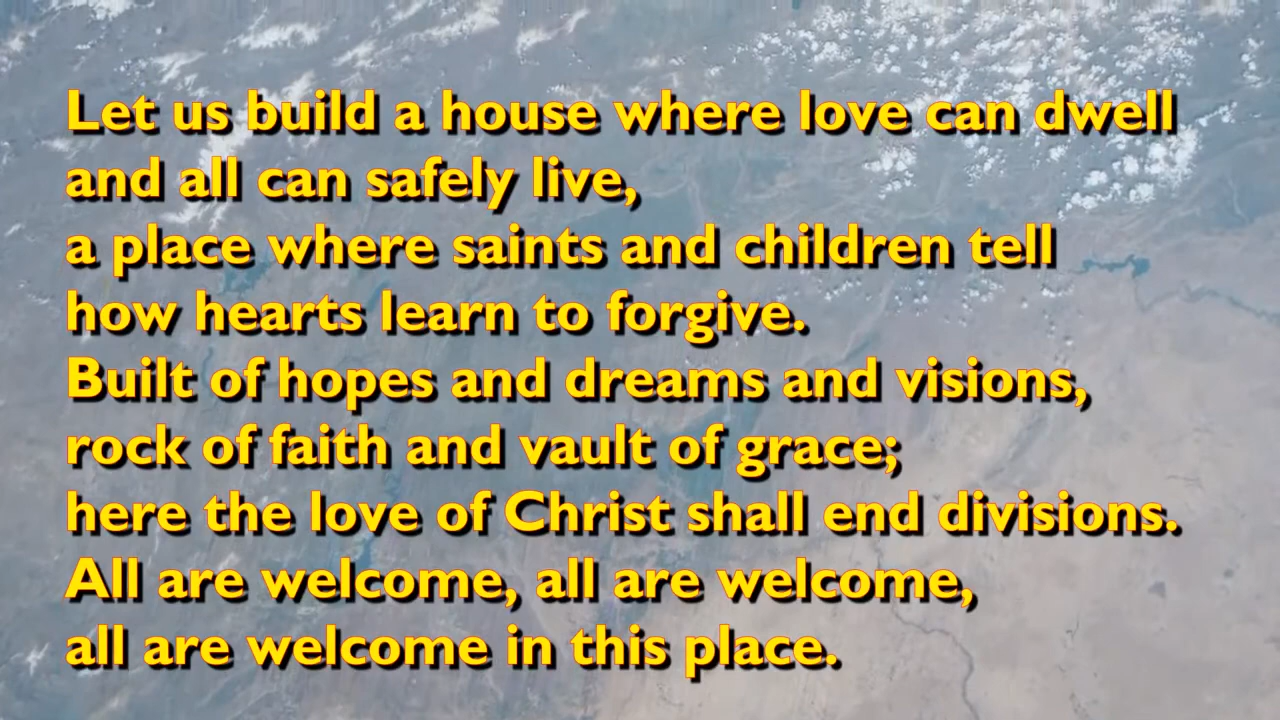 Let us build a house where love can dwell
and all can safely live,
a place where saints and children tell
how hearts learn to forgive.
Built of hopes and dreams and visions,
rock of faith and vault of grace;
here the love of Christ shall end divisions.
All are welcome, all are welcome,
all are welcome in this place.